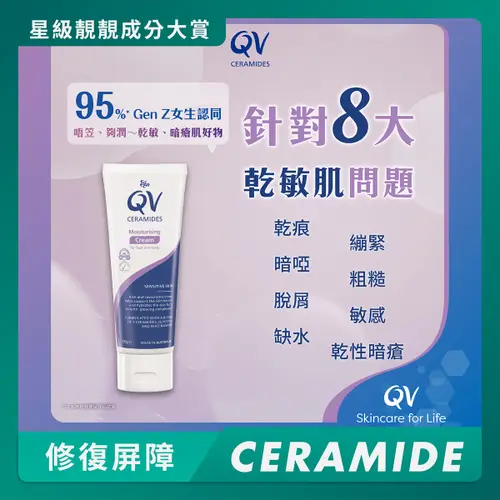 星級靚靚成分大賞
QV
CERAMIDES
95%* Gen Z女生認同
唔笠、夠潤～乾敏、暗瘡肌好物
針對8大
乾敏肌問題
乾痕
繃緊
暗啞
粗糙
脫屑
敏感
缺水
乾性暗瘡
Ego
QV
CERAMIDES
Moisturising
Cream
SENSITIVE SKIN
QV
Skincare for Life
修復屏障
CERAMIDE